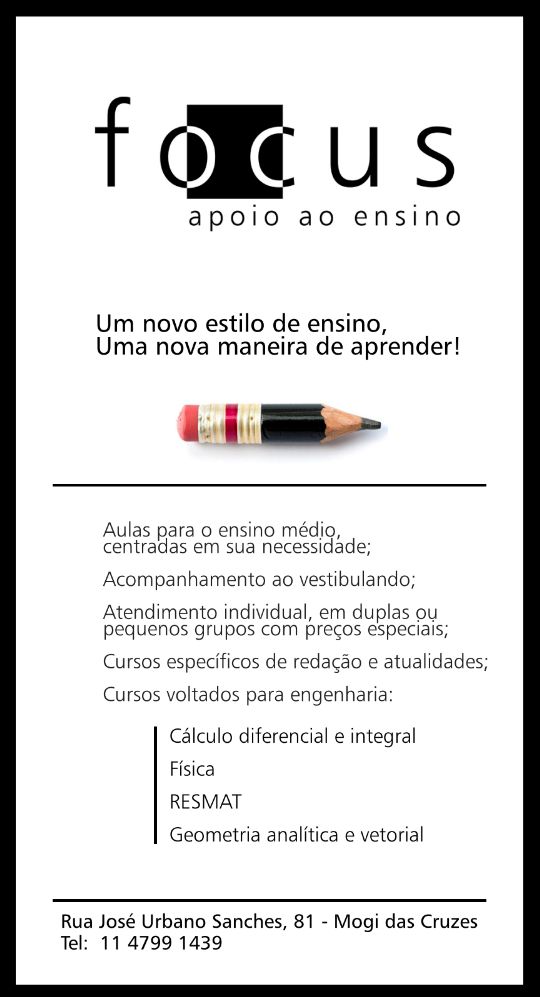 focus
apoio ao ensino
Um novo estilo de ensino,
Uma nova maneira de aprender!
Aulas para o ensino médio,
centradas em sua necessidade;
Acompanhamento ao vestibulando;
Atendimento individual, em duplas ou
pequenos grupos com preços especiais;
Cursos específicos de redação e atualidades;
Cursos voltados para engenharia:
Cálculo diferencial e integral
Física
RESMAT
Geometria analítica e vetorial
Rua José Urbano Sanches, 81 - Mogi das Cruzes
Tel:  11 4799 1439